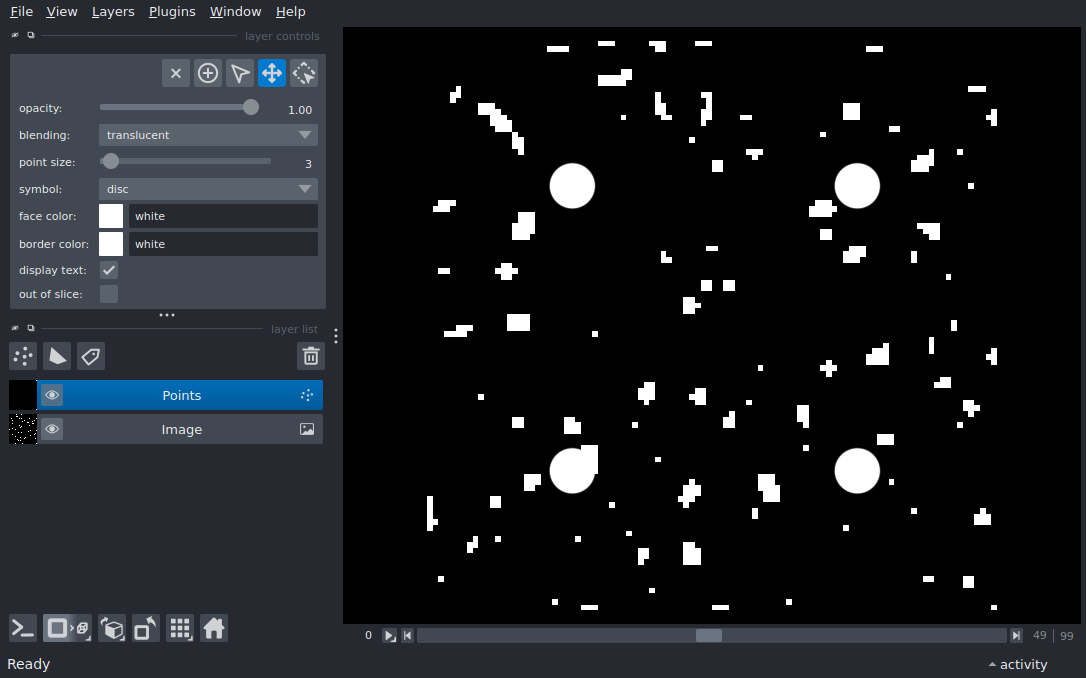 File View Layers Plugins Window Help
layer controls
opacity: 1.00
blending: translucent
point size: 3
symbol: disc
face color: white
border color: white
display text:
out of slice:
layer list
Points
Image
0 49 99
Ready activity